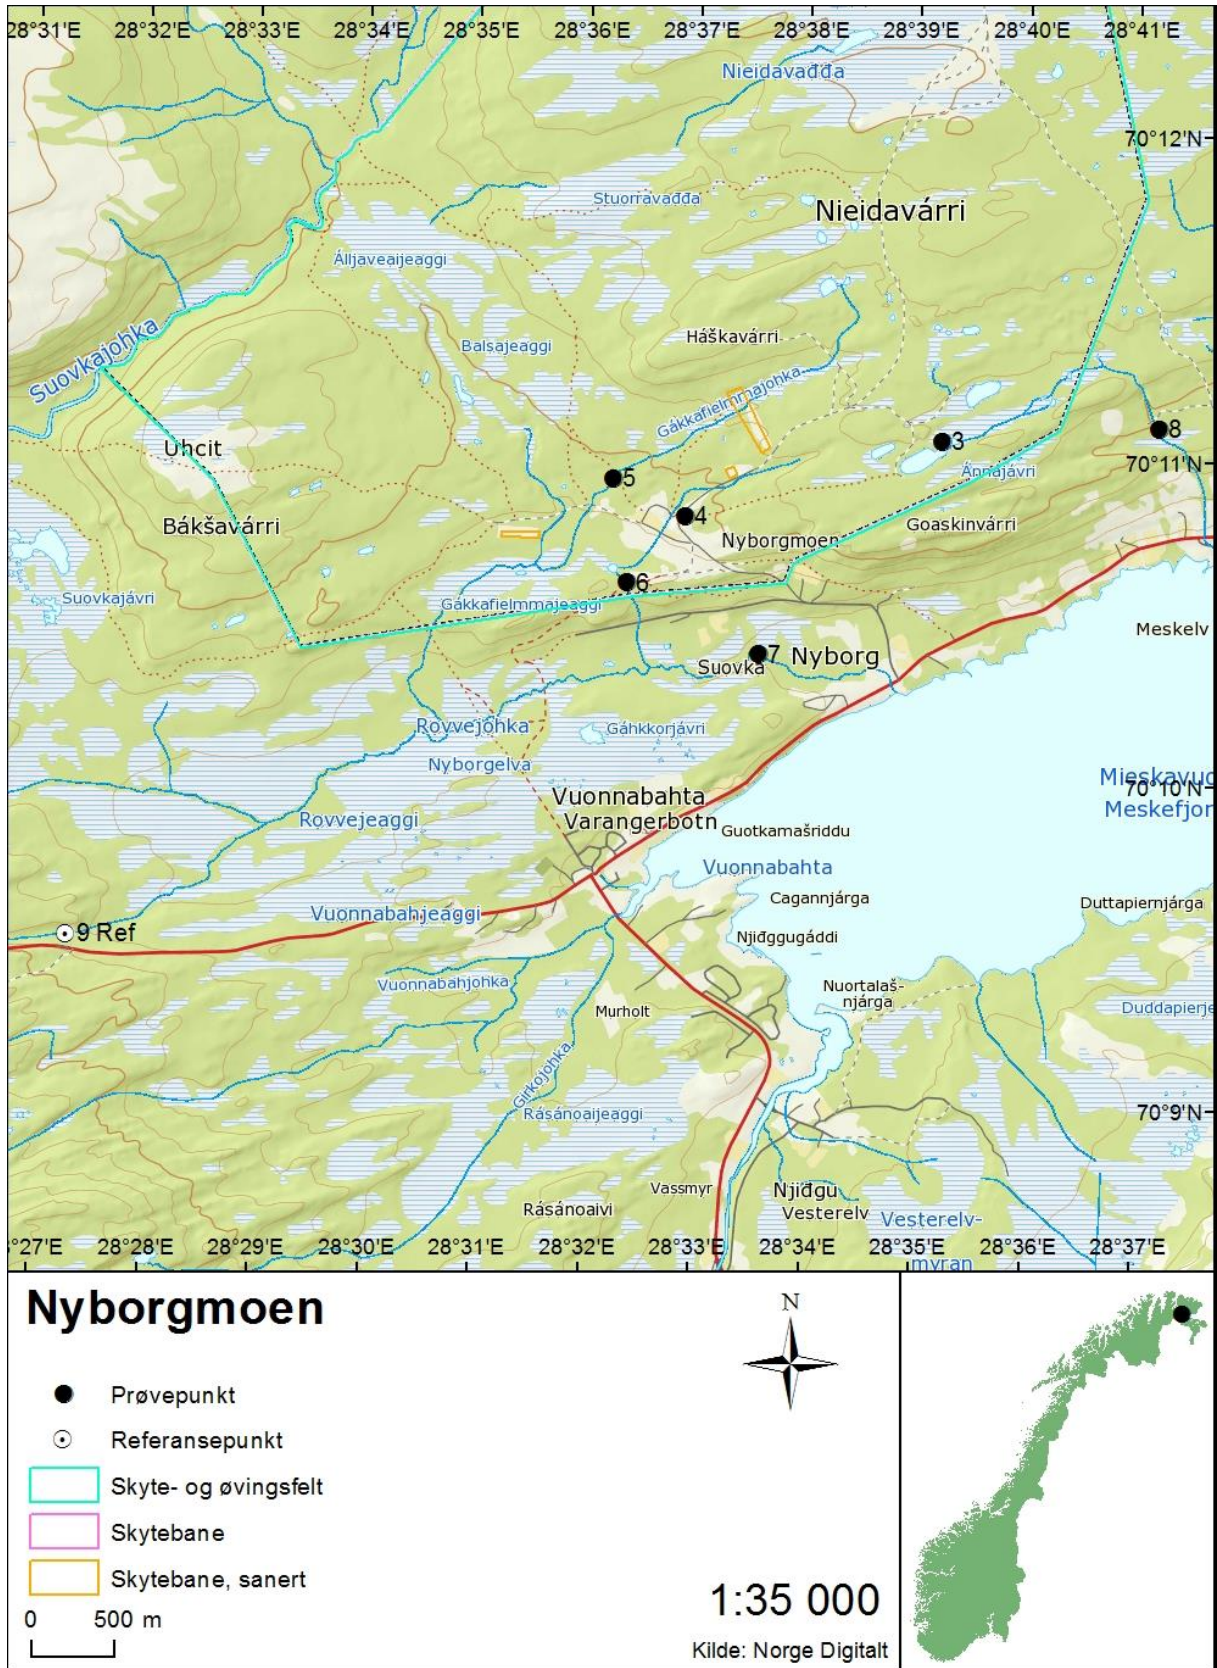 28°31'E 28°32'E 28°33'E 28°34'E 28°35'E 28°36'E 28°37'E 28°38'E 28°39'E 28°40'E 28°41'E
Nieidavađđa
70°12'N
Stuorravađđa
Nieidavárri
Álljaveaijeaggi
Suovkajohka
Háškavárri
Balsajeaggi
Gákkafielmmajohka
8
3
Uhcit
70°11'N
Ánnajávri
5
4
Bákšavárri
Goaskinvárri
Nyborgmoen
6
Suovkajávri
Gákkafielmmajeaggi
Meskelv
7
Nyborg
Suovka
Rovvejohka
Gáhkkorjávri
Nyborgelva
Mieskavuo
70°10'N
Vuonnabahta
Meskefjor
Varangerbotn
Rovvejeaggi
Guotkamašriddu
Vuonnabahta
Cagannjárga
Duttapiernjárga
Vuonnabahjeaggi
9 Ref
Njiđggugáddi
Vuonnabahjohka
Nuortalaš-
njárga
Murholt
Duddapierje
Girkojohka
Rásánoaijeaggi
70°9'N
Vassmyr
Njiđgu
Rásánoaivi
Vesterelv
Vesterelv-
myran
28°27'E 28°28'E 28°29'E 28°30'E 28°31'E 28°32'E 28°33'E 28°34'E 28°35'E 28°36'E 28°37'E
Nyborgmoen
N
Prøvepunkt
Referansepunkt
Skyte- og øvingsfelt
Skytebane
Skytebane, sanert
0 500 m
1:35 000
Kilde: Norge Digitalt